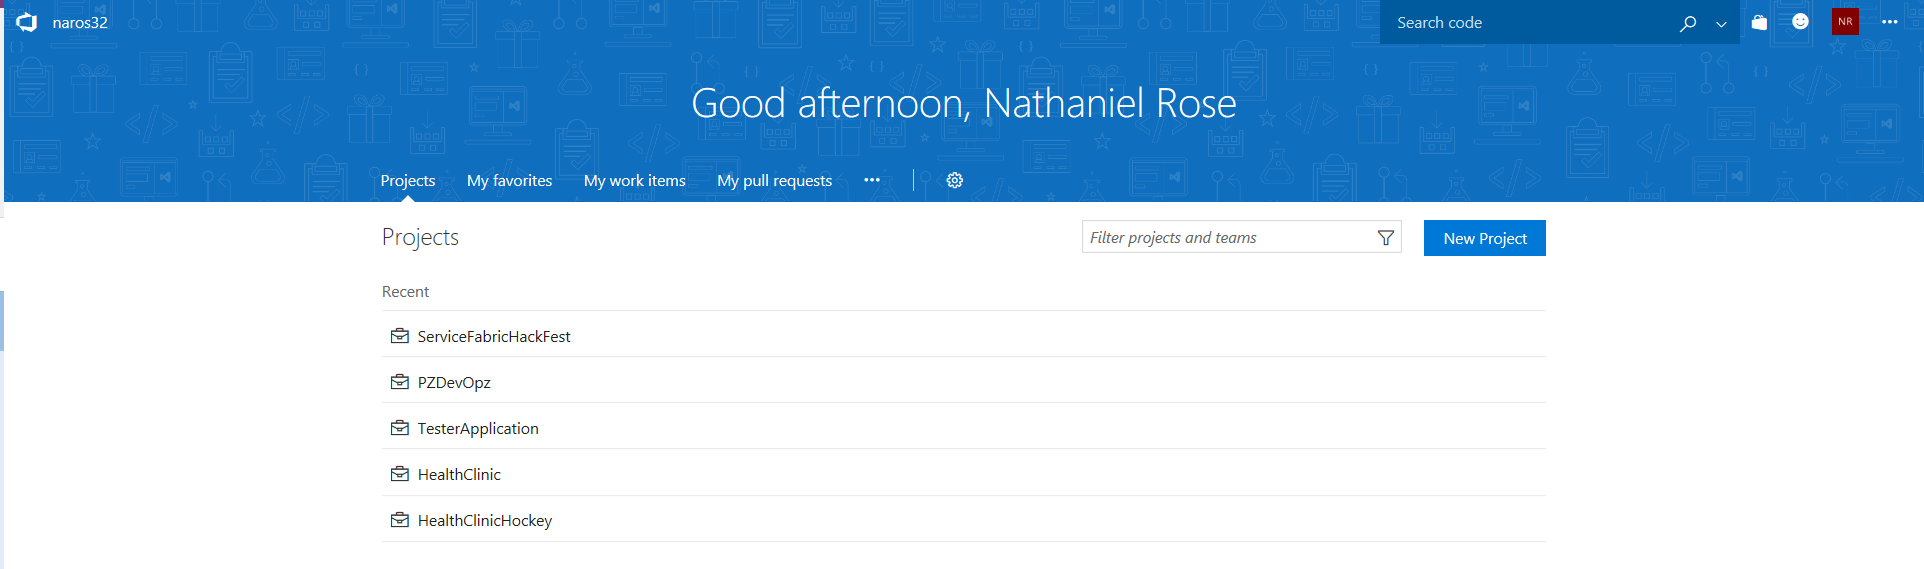 naros32
Search code
NR
Good afternoon, Nathaniel Rose
Projects My favorites My work items My pull requests
Projects
Filter projects and teams
New Project
Recent
ServiceFabricHackFest
PZDevOpz
TesterApplication
HealthClinic
HealthClinicHockey